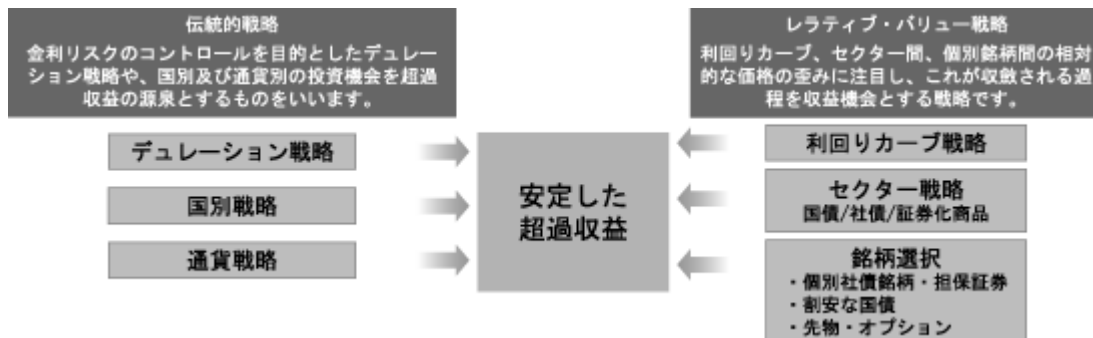 伝統的戦略
金利リスクのコントロールを目的としたデュレー
ション戦略や、国別及び通貨別の投資機会を超過
収益の源泉とするものをいいます。
デュレーション戦略
国別戦略
通貨戦略
安定した
超過収益
レラティブ・バリュー戦略
利回りカーブ、セクター間、個別銘柄間の相対
的な価格の歪みに注目し、これが収斂される過
程を収益機会とする戦略です。
利回りカーブ戦略
セクター戦略
国債/社債/証券化商品
銘柄選択
・個別社債銘柄・担保証券
・割安な国債
・先物・オプション